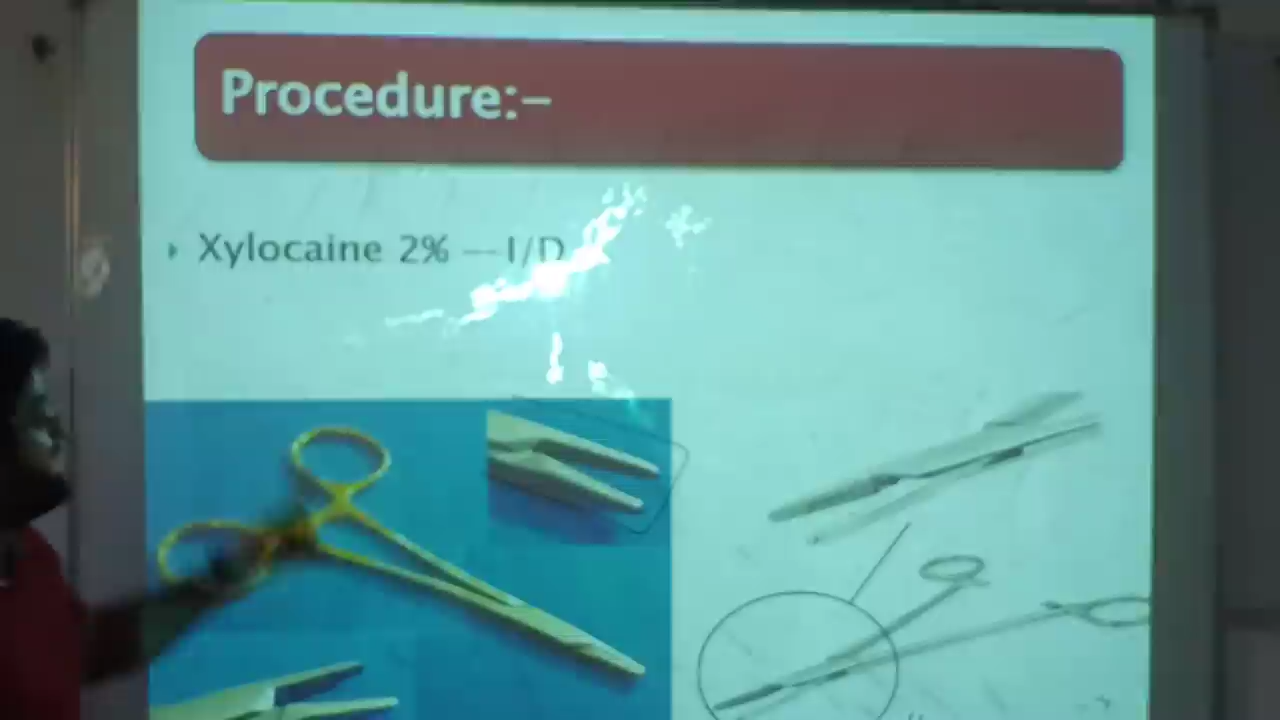 Procedure:–
Xylocaine 2% — I/D